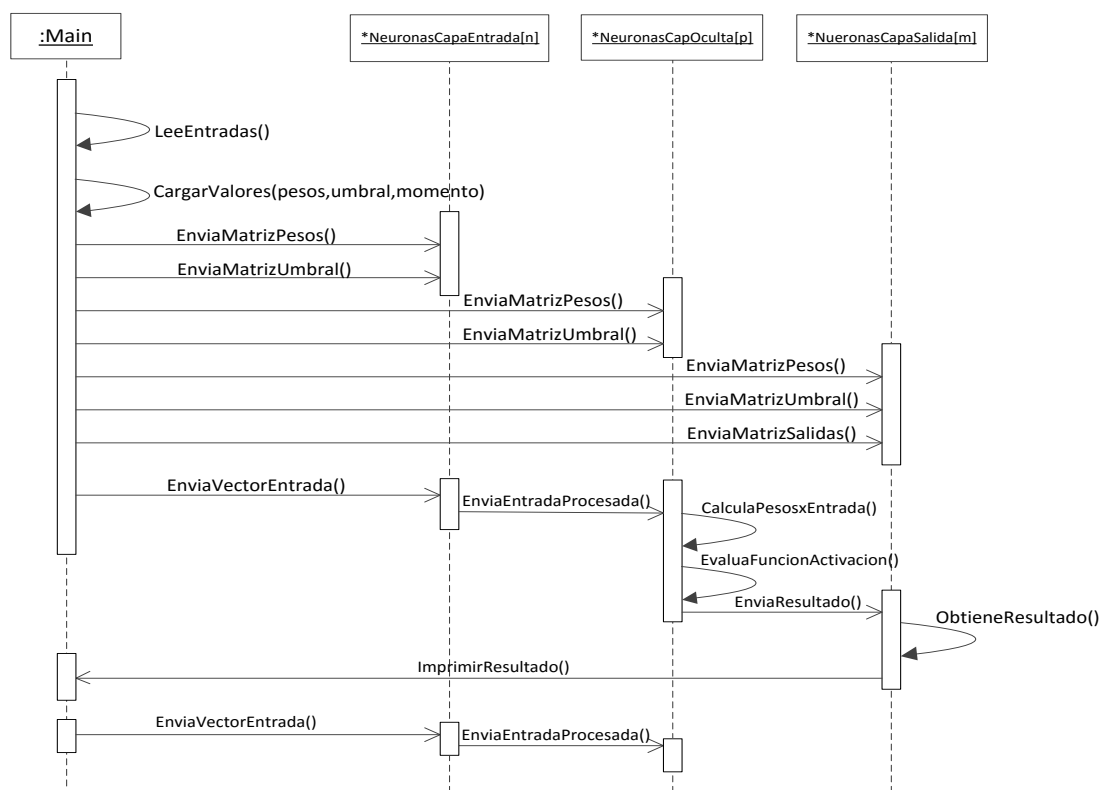 :Main
*NeuronasCapaEntrada[n]
*NeuronasCapOculta[p]
*NueronasCapaSalida[m]
LeeEntradas()
CargarValores(pesos,umbral,momento)
EnviaMatrizPesos()
EnviaMatrizUmbral()
EnviaMatrizPesos()
EnviaMatrizUmbral()
EnviaMatrizPesos()
EnviaMatrizUmbral()
EnviaMatrizSalidas()
EnviaVectorEntrada()
EnviaEntradaProcesada()
CalculaPesosxEntrada()
EvaluaFuncionActivacion()
EnviaResultado()
ObtieneResultado()
ImprimirResultado()
EnviaVectorEntrada()
EnviaEntradaProcesada()